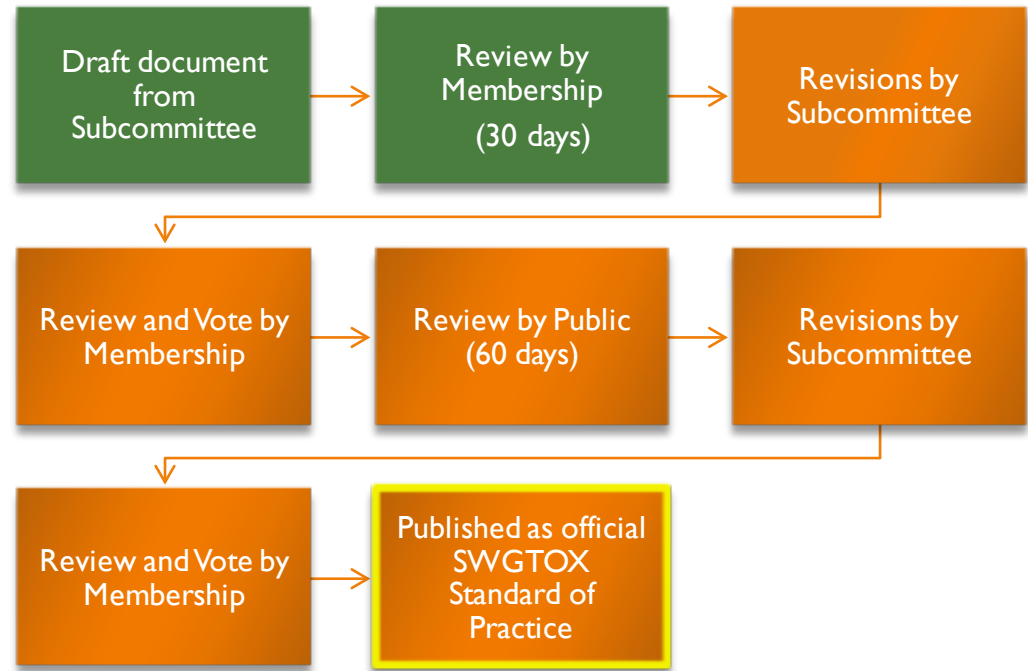 Draft document
from
Subcommittee
Review by
Membership
(30 days)
Revisions by
Subcommittee
Review and Vote by
Membership
Review by Public
(60 days)
Revisions by
Subcommittee
Review and Vote by
Membership
Published as official
SWGTOX
Standard of
Practice